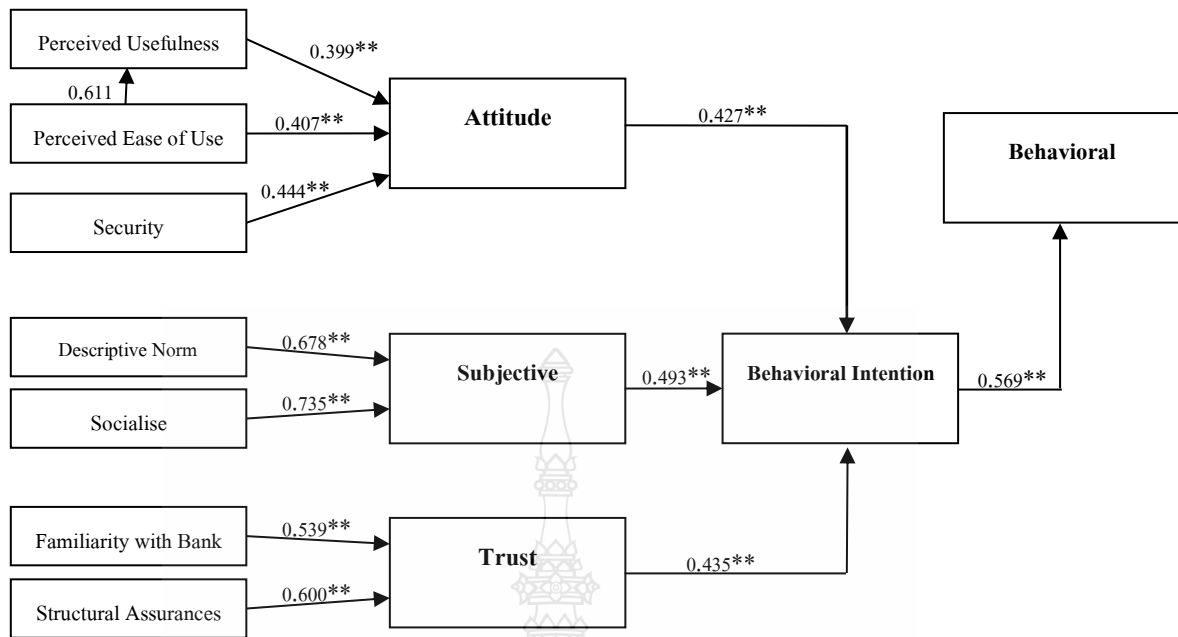 Perceived Usefulness
0.399**
0.611
Attitude
0.427**
Perceived Ease of Use
0.407**
Behavioral
0.444**
Security
Descriptive Norm
0.678**
Subjective
0.493**
Behavioral Intention
0.569**
Socialise
0.735**
Familiarity with Bank
0.539**
Trust
0.435**
Structural Assurances
0.600**